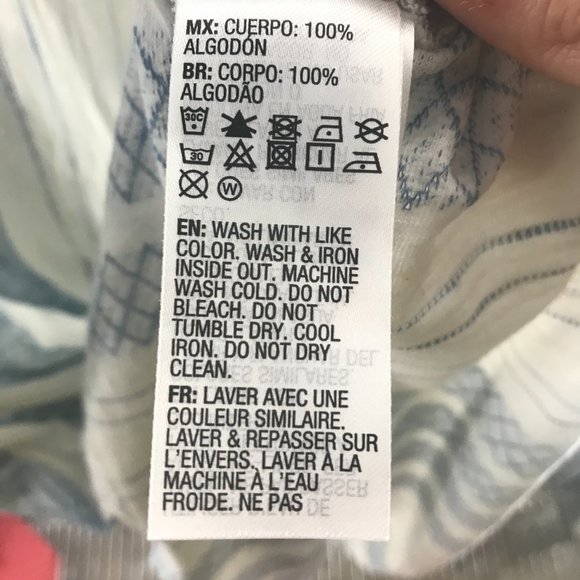 MX: CUERPO: 100%
ALGODÓN
BR: CORPO: 100%
ALGODÃO
30C
30
W
EN: WASH WITH LIKE
COLOR. WASH & IRON
INSIDE OUT. MACHINE
WASH COLD. DO NOT
BLEACH. DO NOT
TUMBLE DRY. COOL
IRON. DO NOT DRY
CLEAN.
FR: LAVER AVEC UNE
COULEUR SIMILAIRE.
LAVER & REPASSER SUR
L'ENVERS. LAVER À LA
MACHINE À L'EAU
FROIDE. NE PAS